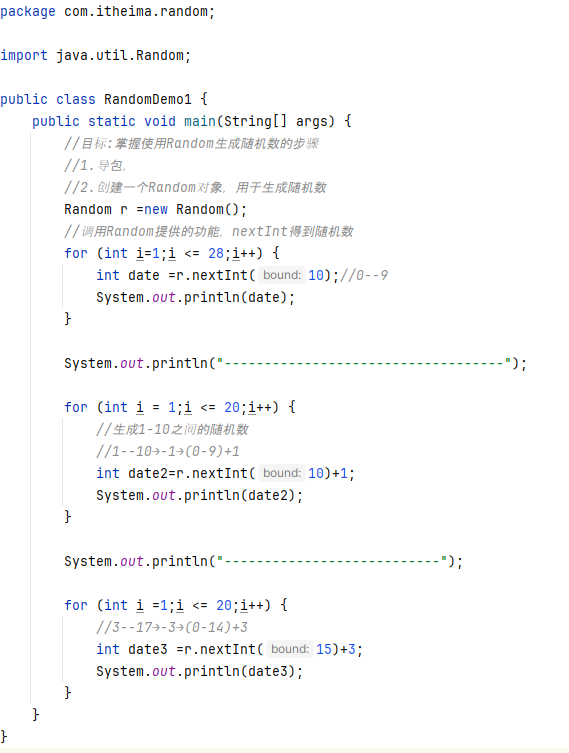 package com.itheima.random;
import java.util.Random;
public class RandomDemo1 {
public static void main(String[] args) {
//目标:掌握使用Random生成随机数的步骤
//1.导包。
//2.创建一个Random对象，用于生成随机数
Random r =new Random();
//调用Random提供的功能，nextInt得到随机数
for (int i=1;i <= 28;i++) {
int date =r.nextInt( bound: 10);//0--9
System.out.println(date);
}
System.out.println("-----------------------------------");
for (int i = 1;i <= 20;i++) {
//生成1-10之间的随机数
//1--10→-1→(0-9)+1
int date2=r.nextInt( bound: 10)+1;
System.out.println(date2);
}
System.out.println("---------------------------");
for (int i =1;i <= 20;i++) {
//3--17→-3→(0-14)+3
int date3 =r.nextInt( bound: 15)+3;
System.out.println(date3);
}
}
}